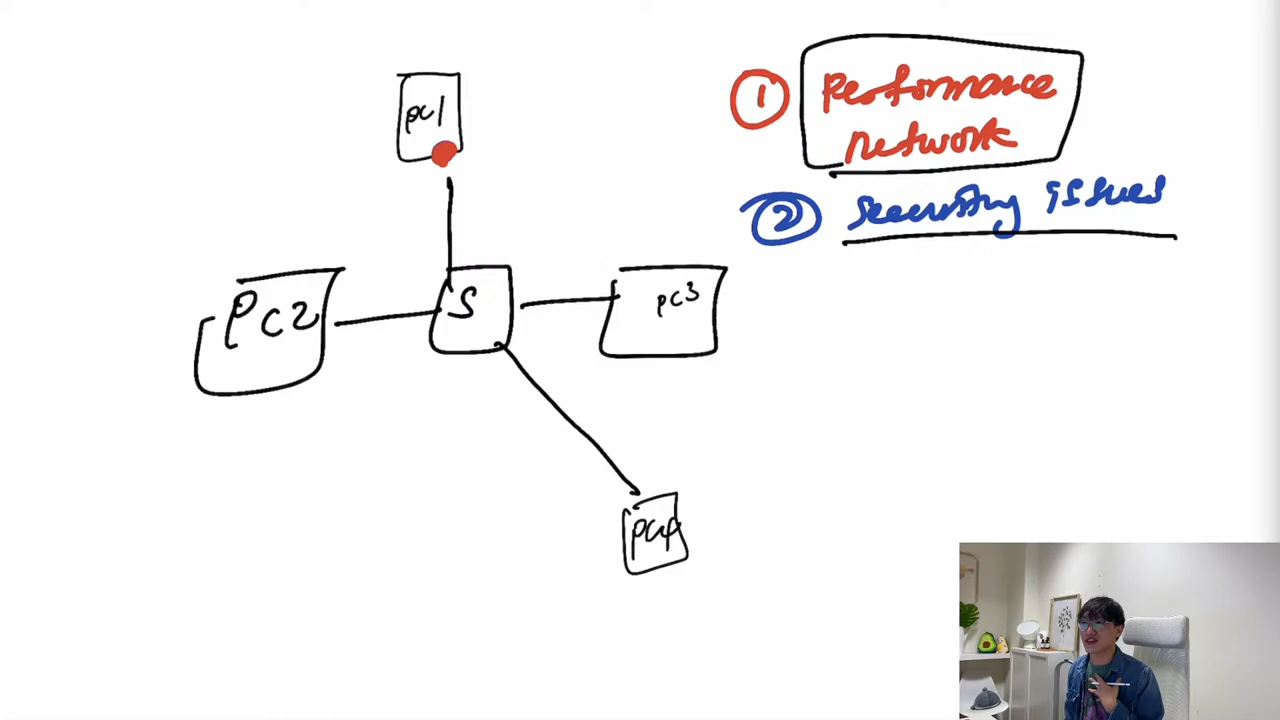 pc1
① Performance
network
② security issues
PC2
S
pc3
pc4